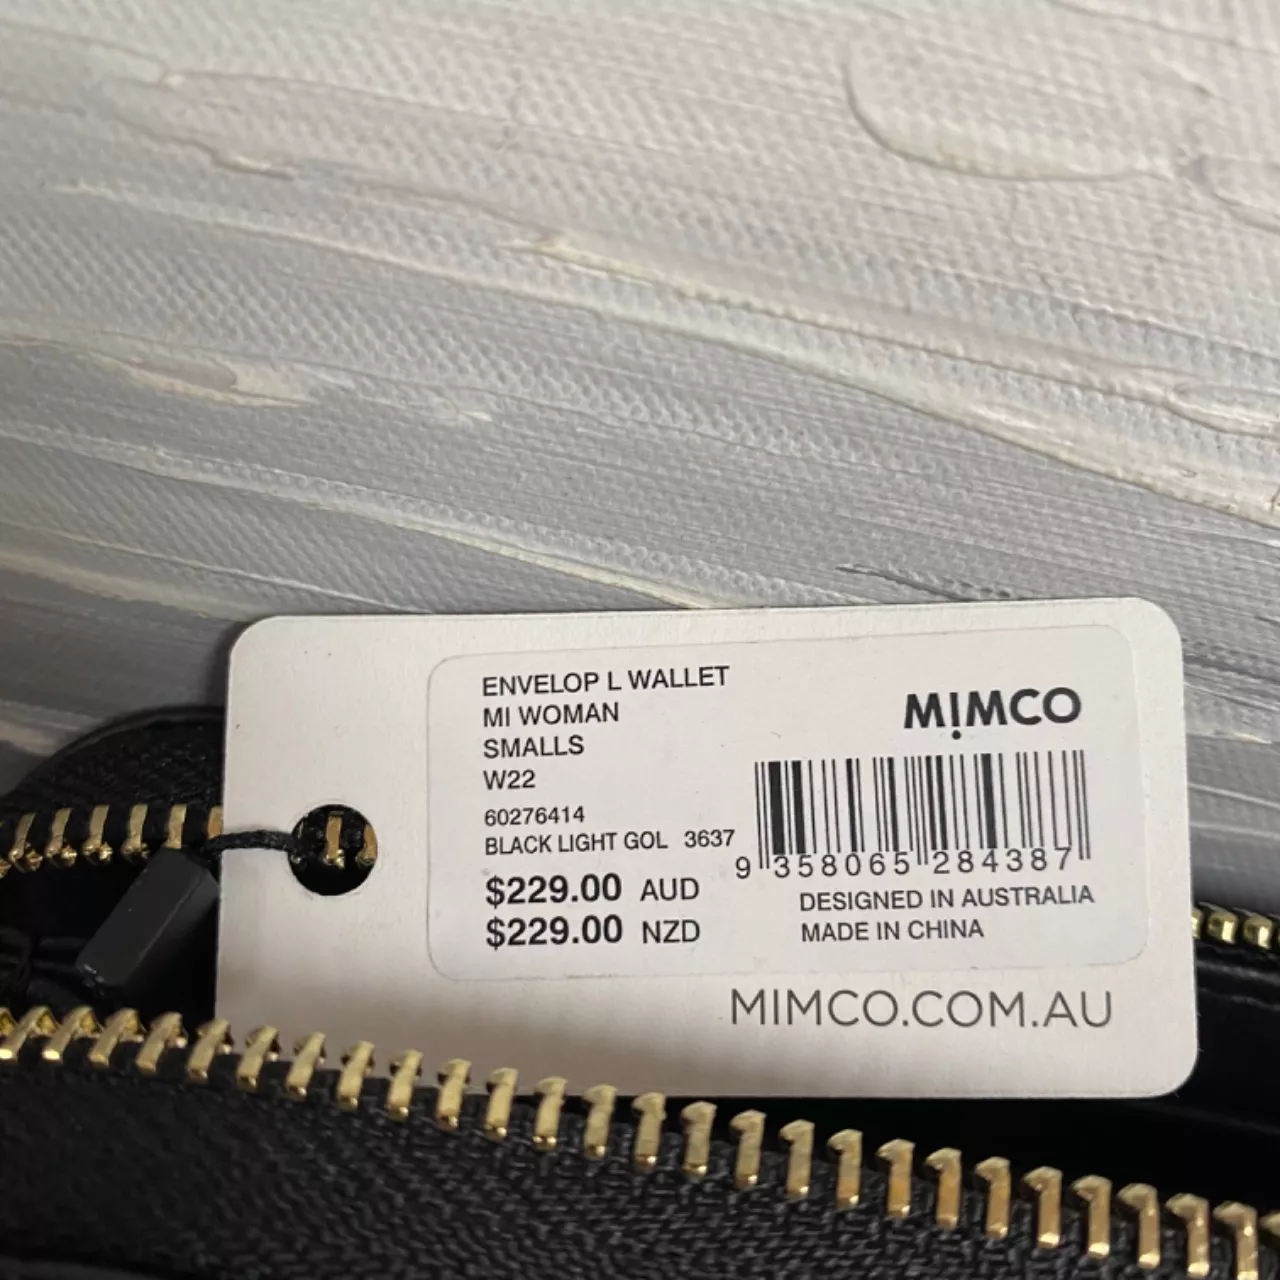 ENVELOP L WALLET
MI WOMAN
SMALLS
W22
60276414
BLACK LIGHT GOL 3637
$229.00 AUD
$229.00 NZD
MIMCO
9 358065 284387
DESIGNED IN AUSTRALIA
MADE IN CHINA
MIMCO.COM.AU